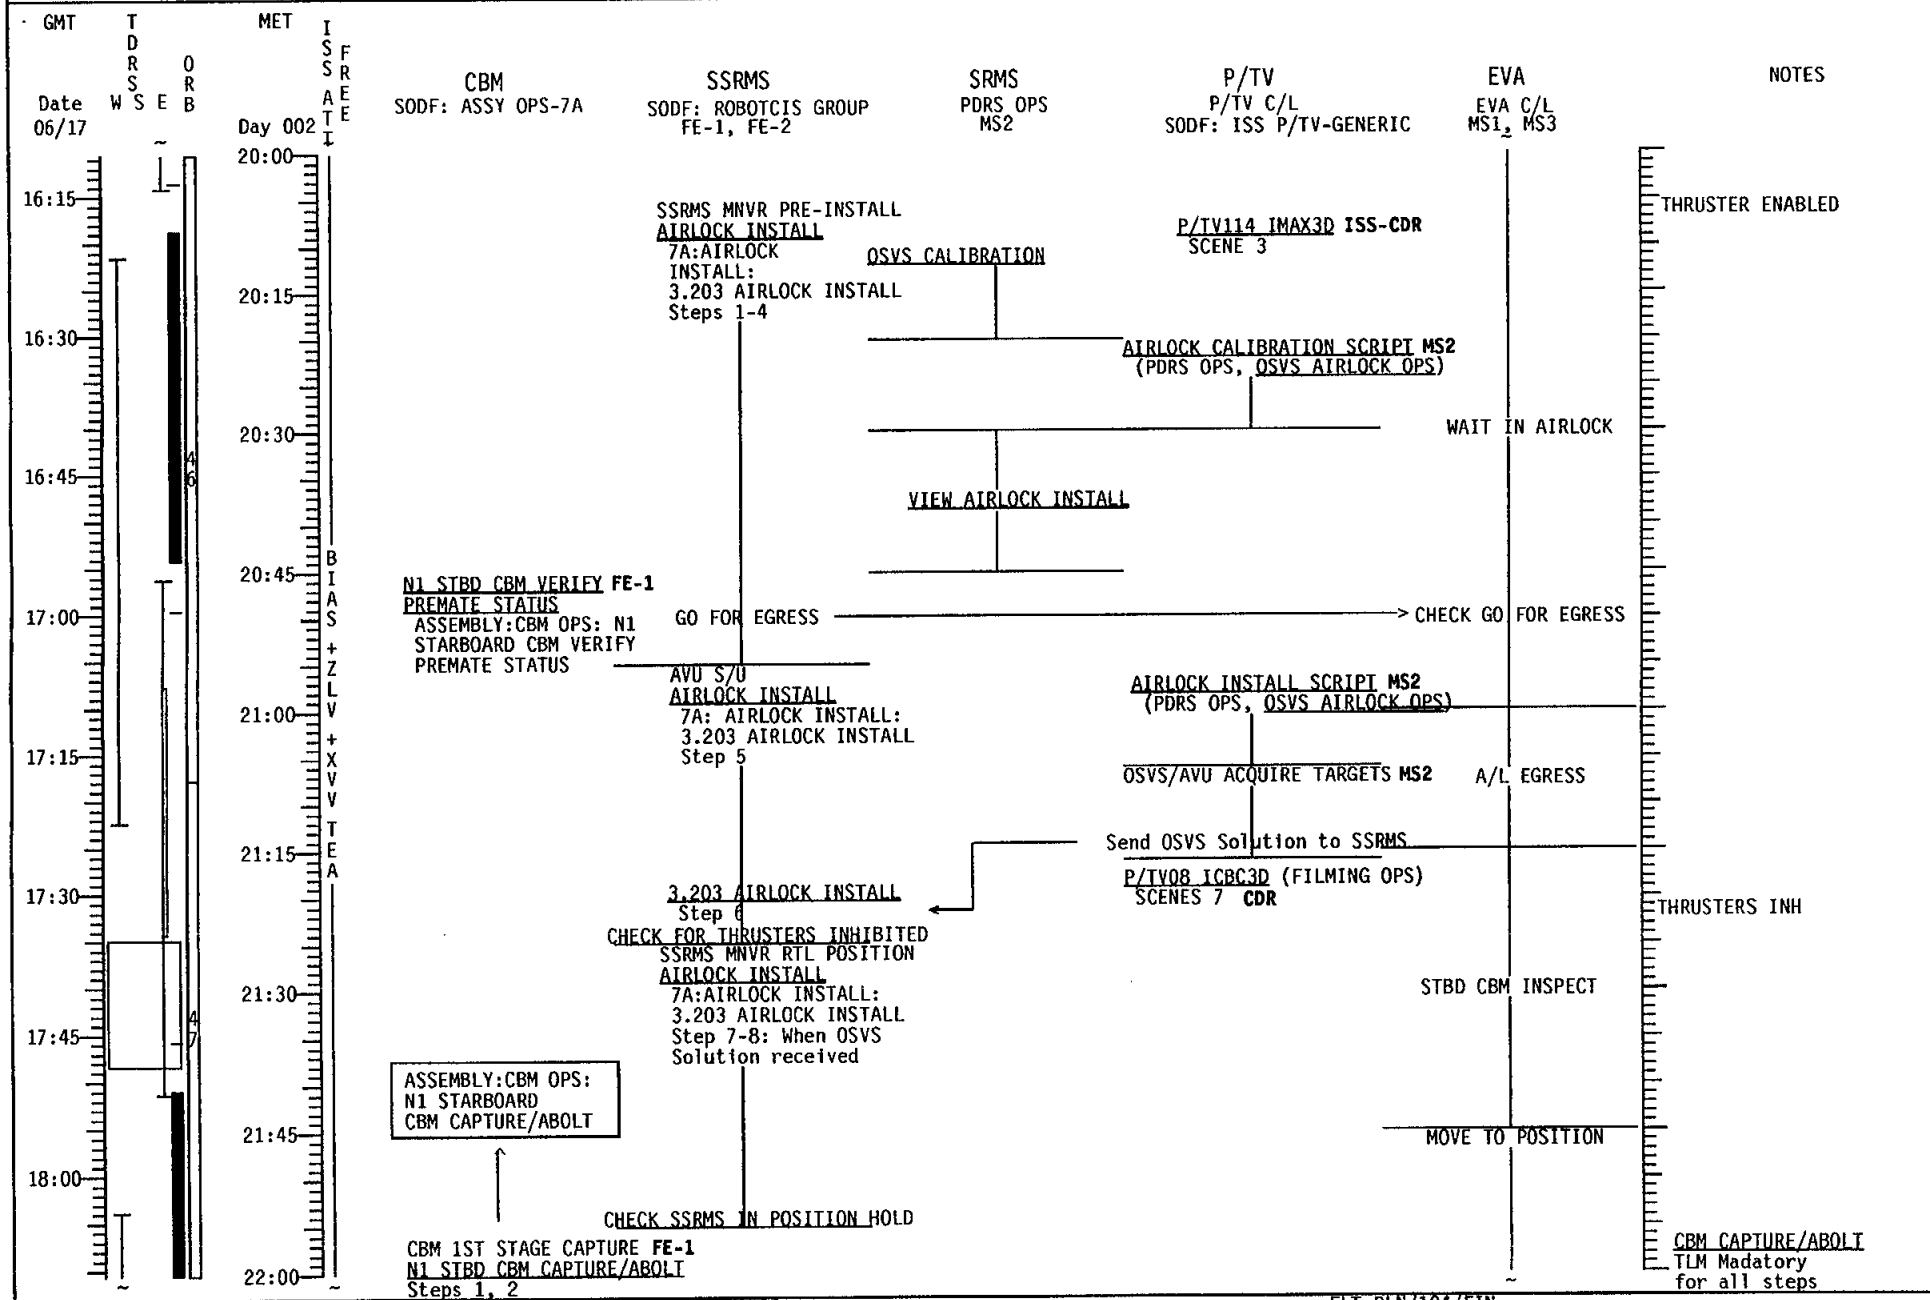 GMT
TDRS
W S E
ORB
MET
ISS ATT
FREE
Date
06/17
Day 002
CBM
SODF: ASSY OPS-7A
SSRMS
SODF: ROBOTCIS GROUP
FE-1, FE-2
SRMS
PDRS OPS
MS2
P/TV
P/TV C/L
SODF: ISS P/TV-GENERIC
EVA
EVA C/L
MS1, MS3
NOTES
16:15
16:30
16:45
17:00
17:15
17:30
17:45
18:00
46
47
20:00
20:15
20:30
20:45
21:00
21:15
21:30
21:45
22:00
BIAS +ZLV +XVV TEA
N1 STBD CBM VERIFY FE-1
PREMATE STATUS
ASSEMBLY:CBM OPS: N1
STARBOARD CBM VERIFY
PREMATE STATUS
ASSEMBLY:CBM OPS:
N1 STARBOARD
CBM CAPTURE/ABOLT
CBM 1ST STAGE CAPTURE FE-1
N1 STBD CBM CAPTURE/ABOLT
Steps 1, 2
SSRMS MNVR PRE-INSTALL
AIRLOCK INSTALL
7A:AIRLOCK
INSTALL:
3.203 AIRLOCK INSTALL
Steps 1-4
GO FOR EGRESS
AVU S/U
AIRLOCK INSTALL
7A: AIRLOCK INSTALL:
3.203 AIRLOCK INSTALL
Step 5
3.203 AIRLOCK INSTALL
Step 6
CHECK FOR THRUSTERS INHIBITED
SSRMS MNVR RTL POSITION
AIRLOCK INSTALL
7A:AIRLOCK INSTALL:
3.203 AIRLOCK INSTALL
Step 7-8: When OSVS
Solution received
CHECK SSRMS IN POSITION HOLD
OSVS CALIBRATION
VIEW AIRLOCK INSTALL
P/TV114 IMAX3D ISS-CDR
SCENE 3
AIRLOCK CALIBRATION SCRIPT MS2
(PDRS OPS, OSVS AIRLOCK OPS)
AIRLOCK INSTALL SCRIPT MS2
(PDRS OPS, OSVS AIRLOCK OPS)
OSVS/AVU ACQUIRE TARGETS MS2
Send OSVS Solution to SSRMS
P/TV08 ICBC3D (FILMING OPS)
SCENES 7 CDR
WAIT IN AIRLOCK
CHECK GO FOR EGRESS
A/L EGRESS
STBD CBM INSPECT
MOVE TO POSITION
THRUSTER ENABLED
THRUSTERS INH
CBM CAPTURE/ABOLT
TLM Madatory
for all steps